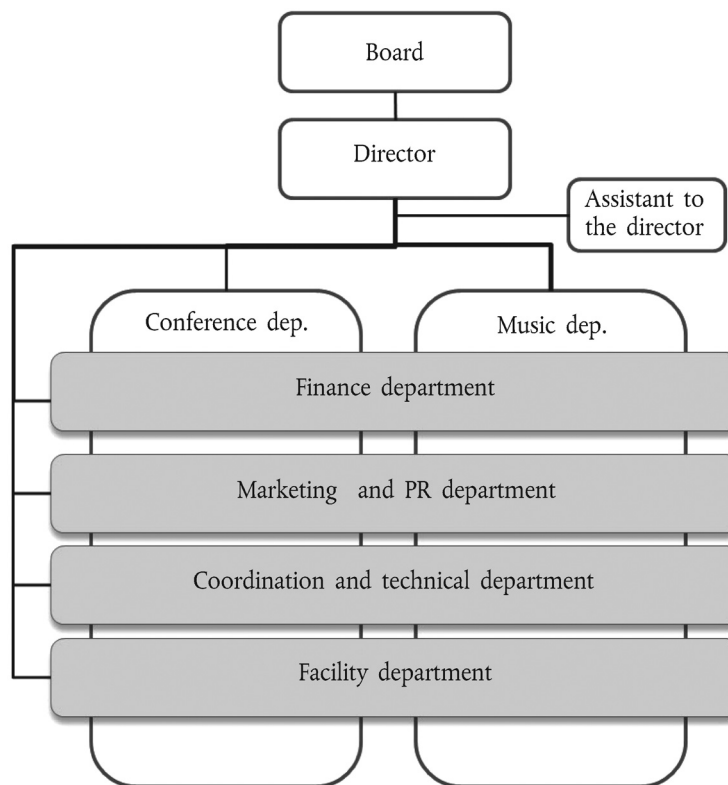 Board
Director
Assistant to
the director
Conference dep.
Music dep.
Finance department
Marketing and PR department
Coordination and technical department
Facility department